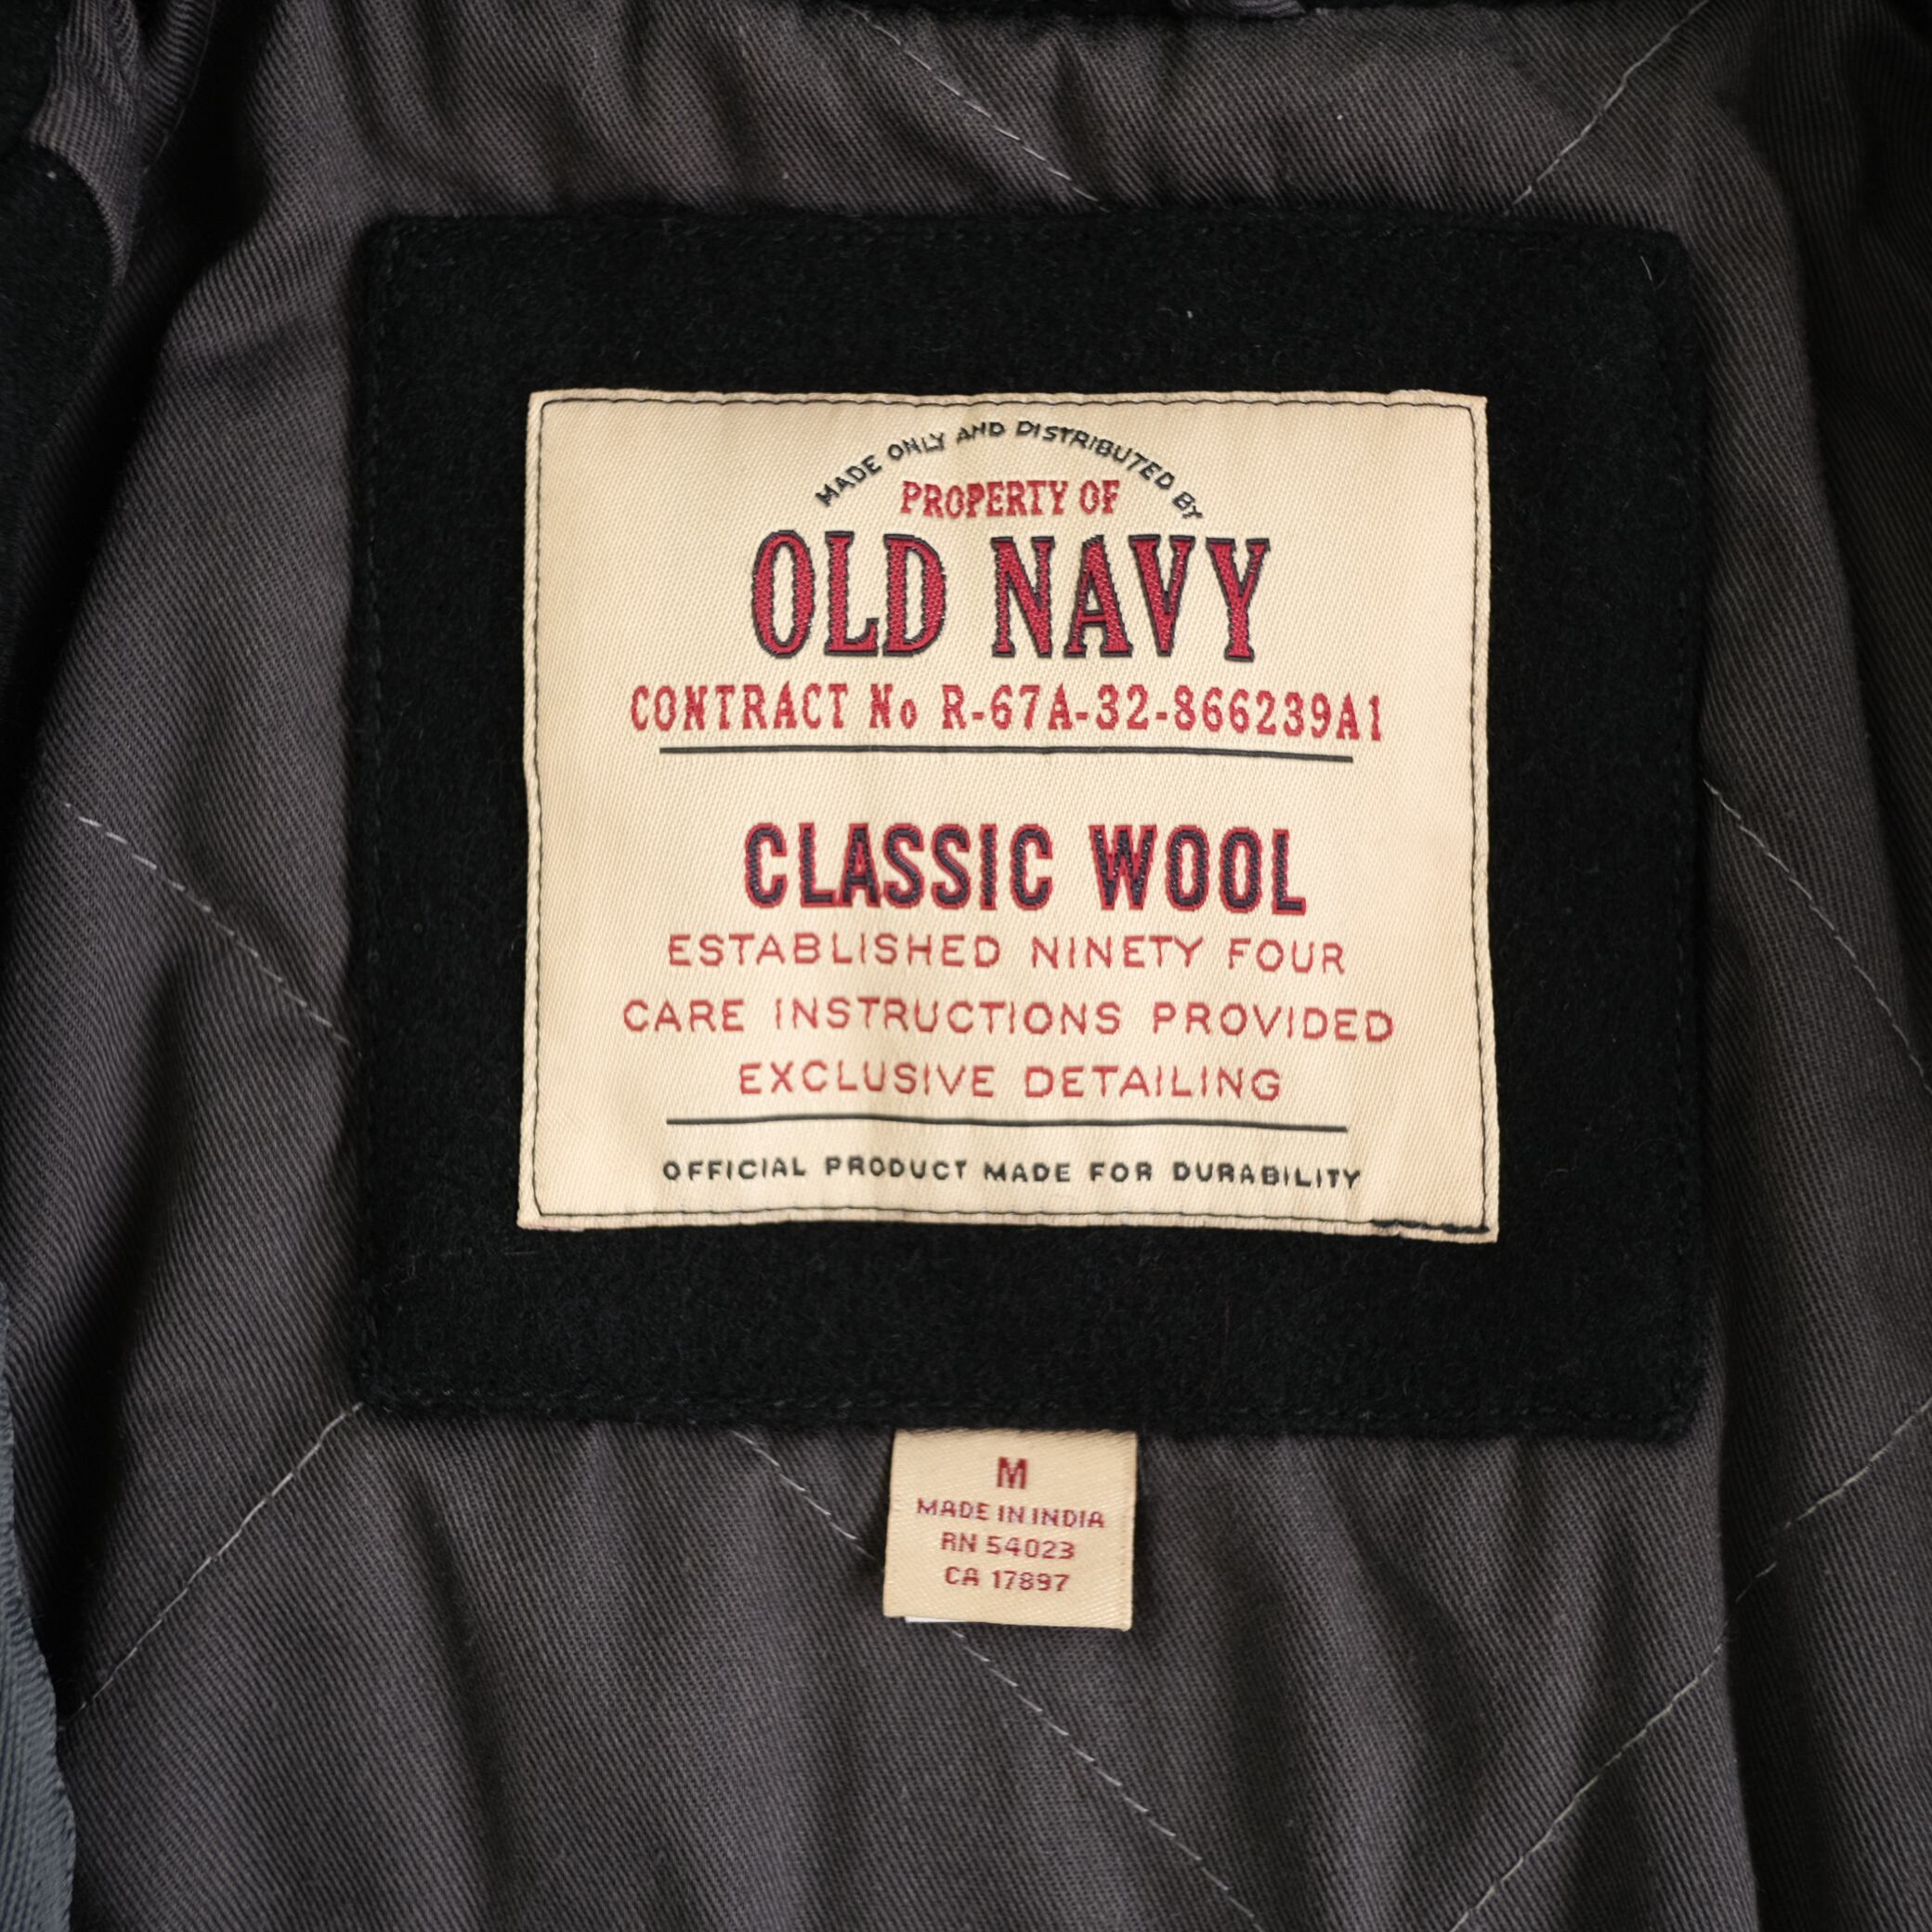 MADE ONLY AND DISTRIBUTED BY
PROPERTY OF
OLD NAVY
CONTRACT No R-67A-32-866239A1
CLASSIC WOOL
ESTABLISHED NINETY FOUR
CARE INSTRUCTIONS PROVIDED
EXCLUSIVE DETAILING
OFFICIAL PRODUCT MADE FOR DURABILITY
M
MADE IN INDIA
RN 54023
CA 17897